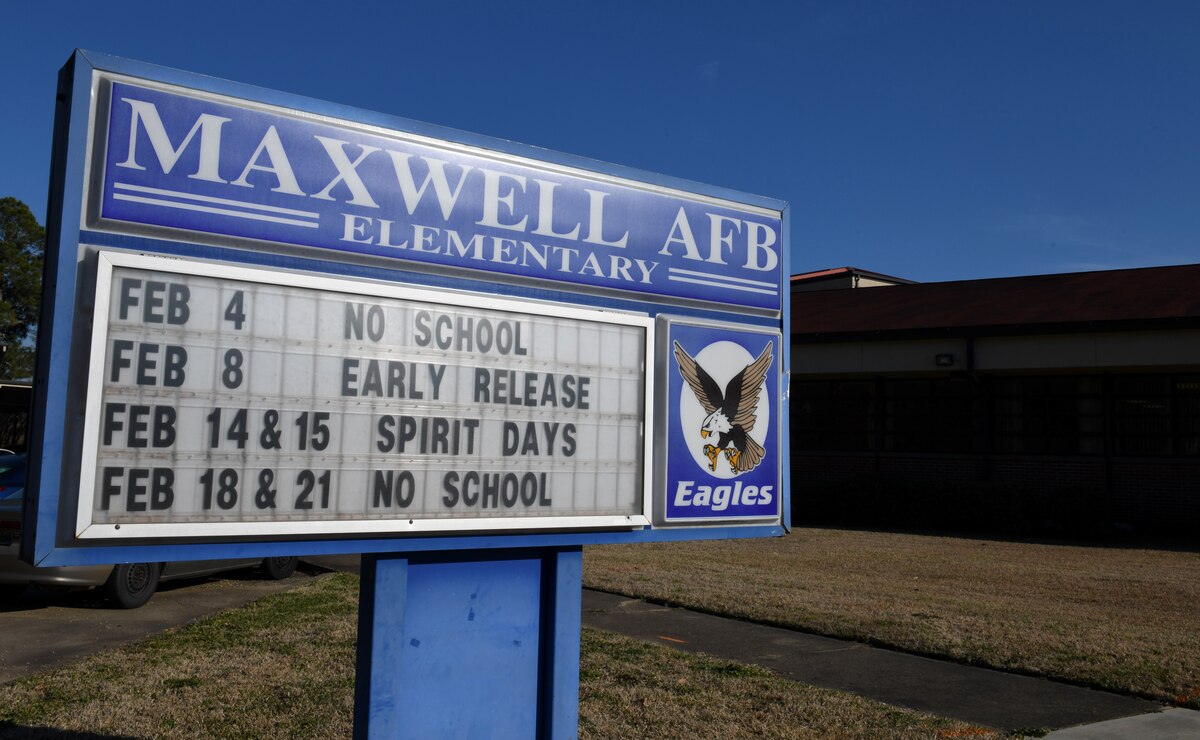 MAXWELL AFB
ELEMENTARY
FEB 4 NO SCHOOL
FEB 8 EARLY RELEASE
FEB 14 & 15 SPIRIT DAYS
FEB 18 & 21 NO SCHOOL
Eagles